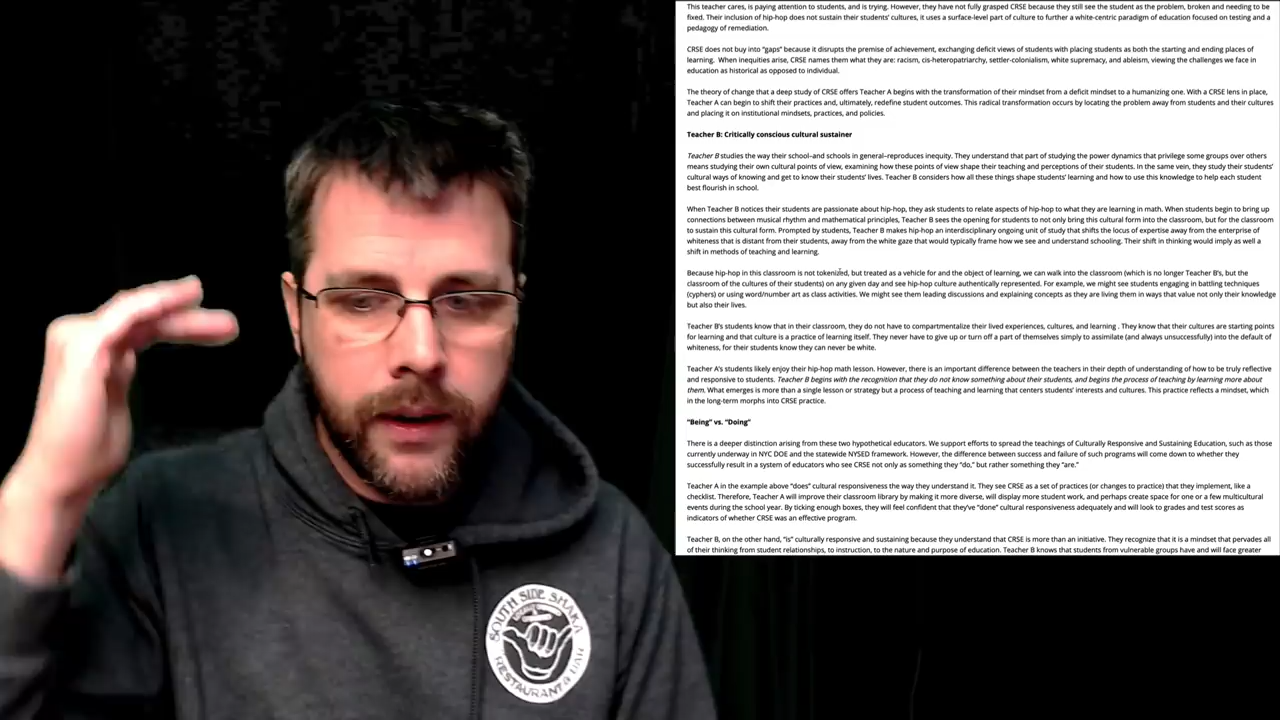 This teacher cares, is paying attention to students, and is trying. However, they have not fully grasped CRSE because they still see the student as the problem, broken and needing to be
fixed. Their inclusion of hip-hop does not sustain their students' cultures, it uses a surface-level part of culture to further a white-centric paradigm of education focused on testing and a
pedagogy of remediation.
CRSE does not buy into "gaps" because it disrupts the premise of achievement, exchanging deficit views of students with placing students as both the starting and ending places of
learning. When inequities arise, CRSE names them what they are: racism, cis-heteropatriarchy, settler-colonialism, white supremacy, and ableism, viewing the challenges we face in
education as historical as opposed to individual.
The theory of change that a deep study of CRSE offers Teacher A begins with the transformation of their mindset from a deficit mindset to a humanizing one. With a CRSE lens in place,
Teacher A can begin to shift their practices and, ultimately, redefine student outcomes. This radical transformation occurs by locating the problem away from students and their cultures
and placing it on institutional mindsets, practices, and policies.
Teacher B: Critically conscious cultural sustainer
Teacher B studies the way their school–and schools in general–reproduces inequity. They understand that part of studying the power dynamics that privilege some groups over others
means studying their own cultural points of view, examining how these points of view shape their teaching and perceptions of their students. In the same vein, they study their students'
cultural ways of knowing and get to know their students' lives. Teacher B considers how all these things shape students' learning and how to use this knowledge to help each student
best flourish in school.
When Teacher B notices their students are passionate about hip-hop, they ask students to relate aspects of hip-hop to what they are learning in math. When students begin to bring up
connections between musical rhythm and mathematical principles, Teacher B sees the opening for students to not only bring this cultural form into the classroom, but for the classroom
to sustain this cultural form. Prompted by students, Teacher B makes hip-hop an interdisciplinary ongoing unit of study that shifts the locus of expertise away from the enterprise of
whiteness that is distant from their students, away from the white gaze that would typically frame how we see and understand schooling. Their shift in thinking would imply as well a
shift in methods of teaching and learning.
Because hip-hop in this classroom is not tokenized, but treated as a vehicle for and the object of learning, we can walk into the classroom (which is no longer Teacher B's, but the
classroom of the cultures of their students) on any given day and see hip-hop culture authentically represented. For example, we might see students engaging in battling techniques
(cyphers) or using word/number art as class activities. We might see them leading discussions and explaining concepts as they are living them in ways that value not only their knowledge
but also their lives.
Teacher B's students know that in their classroom, they do not have to compartmentalize their lived experiences, cultures, and learning . They know that their cultures are starting points
for learning and that culture is a practice of learning itself. They never have to give up or turn off a part of themselves simply to assimilate (and always unsuccessfully) into the default of
whiteness, for their students know they can never be white.
Teacher A's students likely enjoy their hip-hop math lesson. However, there is an important difference between the teachers in their depth of understanding of how to be truly reflective
and responsive to students. Teacher B begins with the recognition that they do not know something about their students, and begins the process of teaching by learning more about
them. What emerges is more than a single lesson or strategy but a process of teaching and learning that centers students' interests and cultures. This practice reflects a mindset, which
in the long-term morphs into CRSE practice.
"Being" vs. "Doing"
There is a deeper distinction arising from these two hypothetical educators. We support efforts to spread the teachings of Culturally Responsive and Sustaining Education, such as those
currently underway in NYC DOE and the statewide NYSED framework. However, the difference between success and failure of such programs will come down to whether they
successfully result in a system of educators who see CRSE not only as something they "do," but rather something they "are."
Teacher A in the example above "does" cultural responsiveness the way they understand it. They see CRSE as a set of practices (or changes to practice) that they implement, like a
checklist. Therefore, Teacher A will improve their classroom library by making it more diverse, will display more student work, and perhaps create space for one or a few multicultural
events during the school year. By ticking enough boxes, they will feel confident that they've "done" cultural responsiveness adequately and will look to grades and test scores as
indicators of whether CRSE was an effective program.
Teacher B, on the other hand, "is" culturally responsive and sustaining because they understand that CRSE is more than an initiative. They recognize that it is a mindset that pervades all
of their thinking from student relationships, to instruction, to the nature and purpose of education. Teacher B knows that students from vulnerable groups have and will face greater
SOUTH SIDE SHAKA
RESTAURANT & BAR